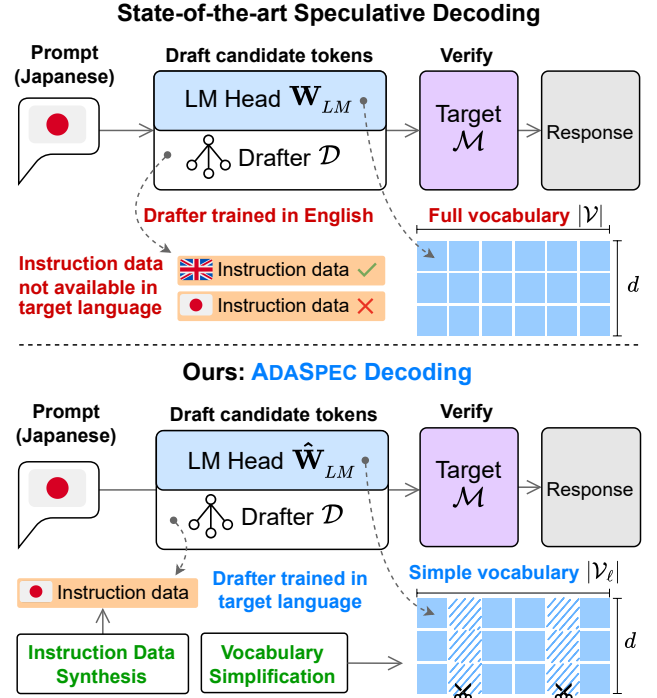 State-of-the-art Speculative Decoding
Prompt
(Japanese)
Draft candidate tokens
Verify
LM Head W_LM
Drafter D
Target
M
Response
Drafter trained in English
Full vocabulary |V|
Instruction data
not available in
target language
Instruction data
Instruction data
d
Ours: ADASPEC Decoding
Prompt
(Japanese)
Draft candidate tokens
Verify
LM Head Ŵ_LM
Drafter D
Target
M
Response
Instruction data
Drafter trained in
target language
Simple vocabulary |V_ℓ|
d
Instruction Data
Synthesis
Vocabulary
Simplification